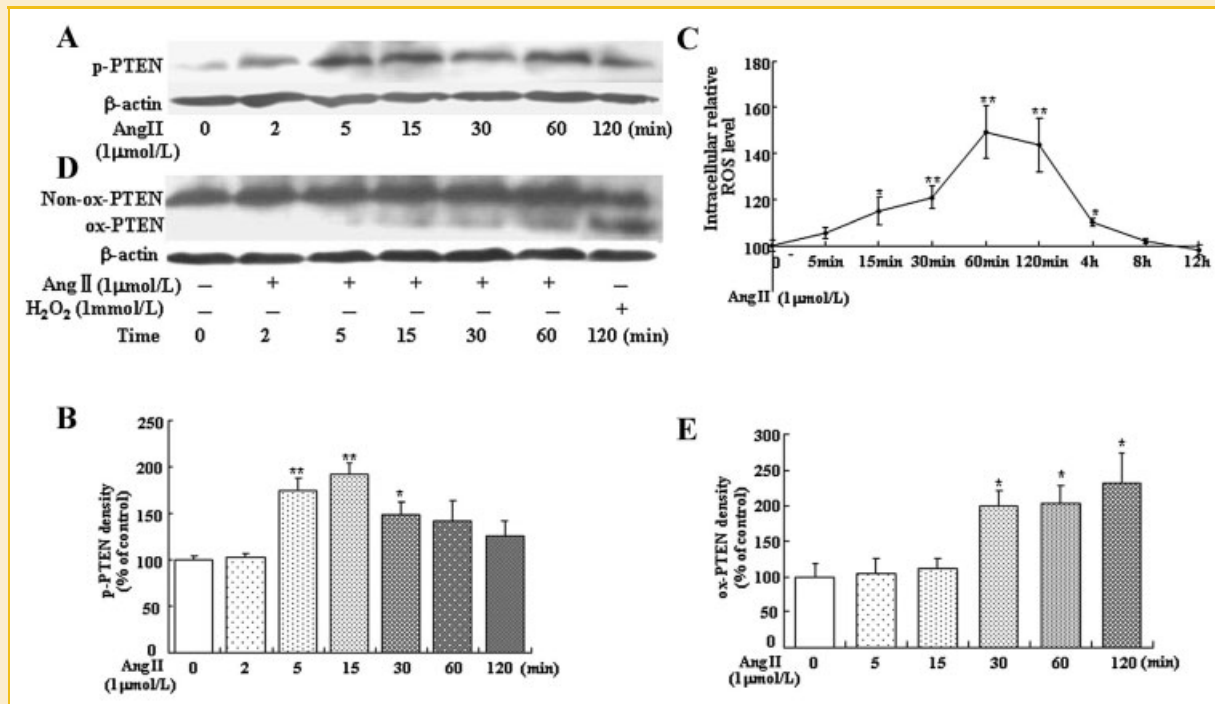 A
p-PTEN
β-actin
AngII 0 2 5 15 30 60 120 (min)
(1μmol/L)
D
Non-ox-PTEN
ox-PTEN
β-actin
Ang II (1μmol/L) – + + + + + –
H₂O₂ (1mmol/L) – – – – – – +
Time 0 2 5 15 30 60 120 (min)
C
Intracellular relative
ROS level
180
160
140
120
100
* ** ** ** *
0 5min 15min 30min 60min 120min 4h 8h 12h
AngII (1μmol/L)
B
p-PTEN density
(% of control)
250
200
150
100
50
0
** ** *
AngII 0 2 5 15 30 60 120 (min)
(1μmol/L)
E
ox-PTEN density
(% of control)
300
250
200
150
100
50
0
* * *
AngII 0 5 15 30 60 120 (min)
(1μmol/L)